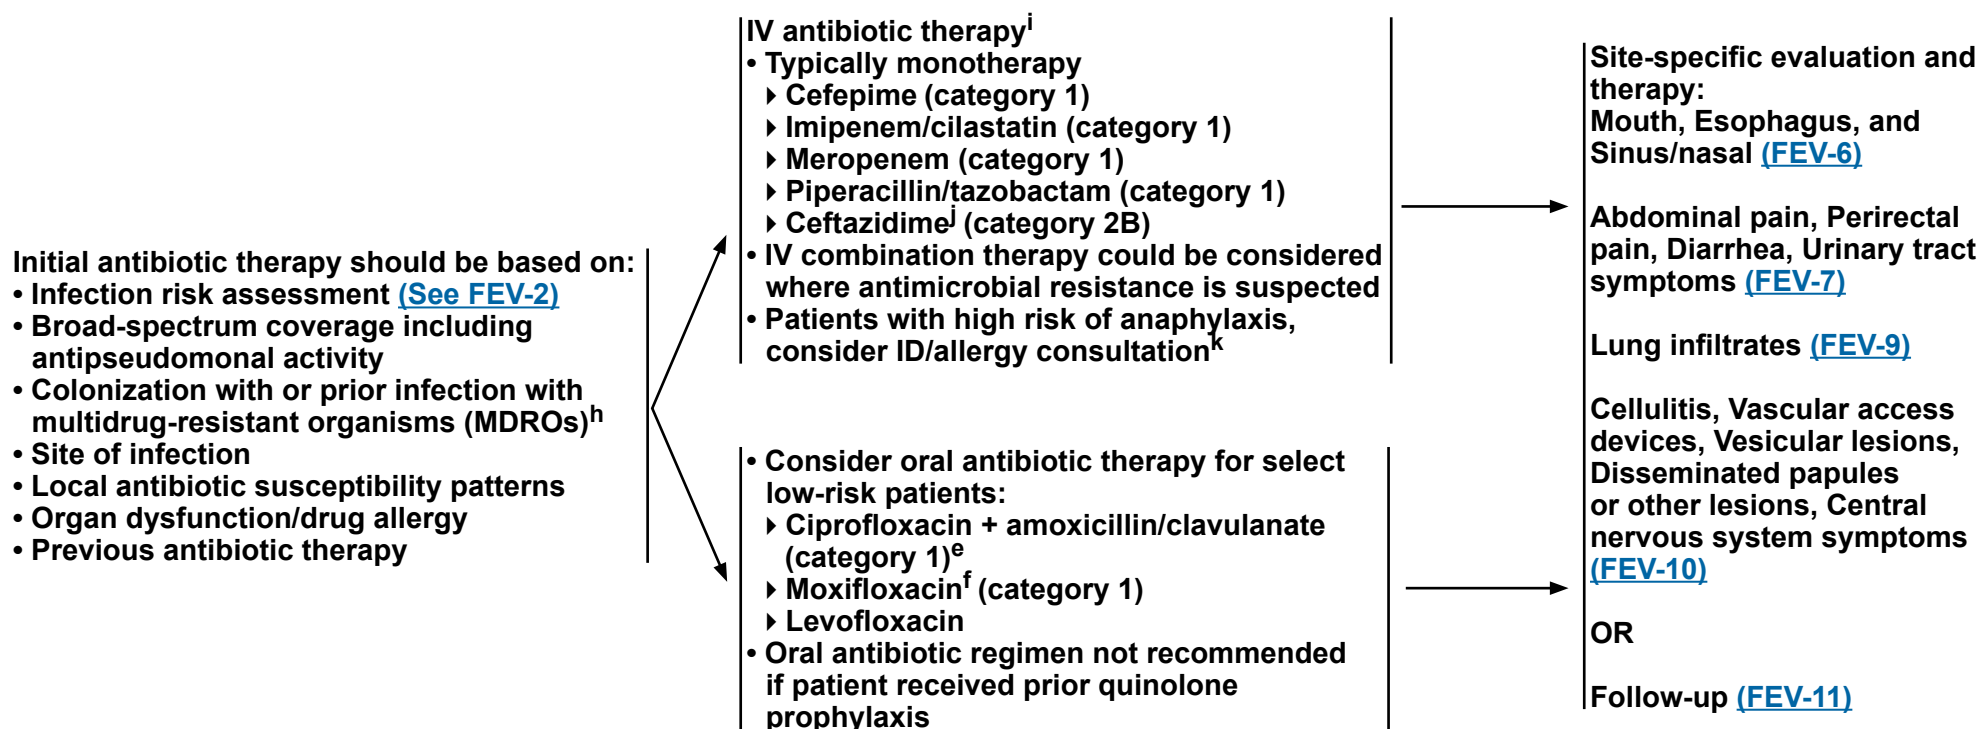 Initial antibiotic therapy should be based on:
• Infection risk assessment (See FEV-2)
• Broad-spectrum coverage including
antipseudomonal activity
• Colonization with or prior infection with
multidrug-resistant organisms (MDROs)h
• Site of infection
• Local antibiotic susceptibility patterns
• Organ dysfunction/drug allergy
• Previous antibiotic therapy
IV antibiotic therapyi
• Typically monotherapy
▸ Cefepime (category 1)
▸ Imipenem/cilastatin (category 1)
▸ Meropenem (category 1)
▸ Piperacillin/tazobactam (category 1)
▸ Ceftazidimej (category 2B)
• IV combination therapy could be considered
where antimicrobial resistance is suspected
• Patients with high risk of anaphylaxis,
consider ID/allergy consultationk
• Consider oral antibiotic therapy for select
low-risk patients:
▸ Ciprofloxacin + amoxicillin/clavulanate
(category 1)e
▸ Moxifloxacinf (category 1)
▸ Levofloxacin
• Oral antibiotic regimen not recommended
if patient received prior quinolone
prophylaxis
Site-specific evaluation and
therapy:
Mouth, Esophagus, and
Sinus/nasal (FEV-6)
Abdominal pain, Perirectal
pain, Diarrhea, Urinary tract
symptoms (FEV-7)
Lung infiltrates (FEV-9)
Cellulitis, Vascular access
devices, Vesicular lesions,
Disseminated papules
or other lesions, Central
nervous system symptoms
(FEV-10)
OR
Follow-up (FEV-11)